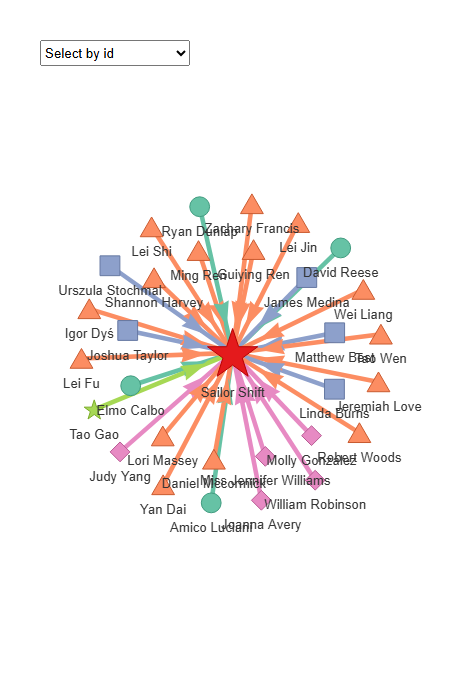 Select by id
Zachary Francis
Ryan Dunlap
Lei Jin
Lei Shi
David Reese
Guiying Ren
Ming Ren
Urszula Stochmal
James Medina
Shannon Harvey
Wei Liang
Igor Dyś
Joshua Taylor
Matthew Best
Tao Wen
Lei Fu
Sailor Shift
Jeremiah Love
Elmo Calbo
Linda Burns
Tao Gao
Robert Woods
Lori Massey
Molly Gonzalez
Judy Yang
Daniel Mccormick
Miss Jennifer Williams
William Robinson
Yan Dai
Joanna Avery
Amico Luciani